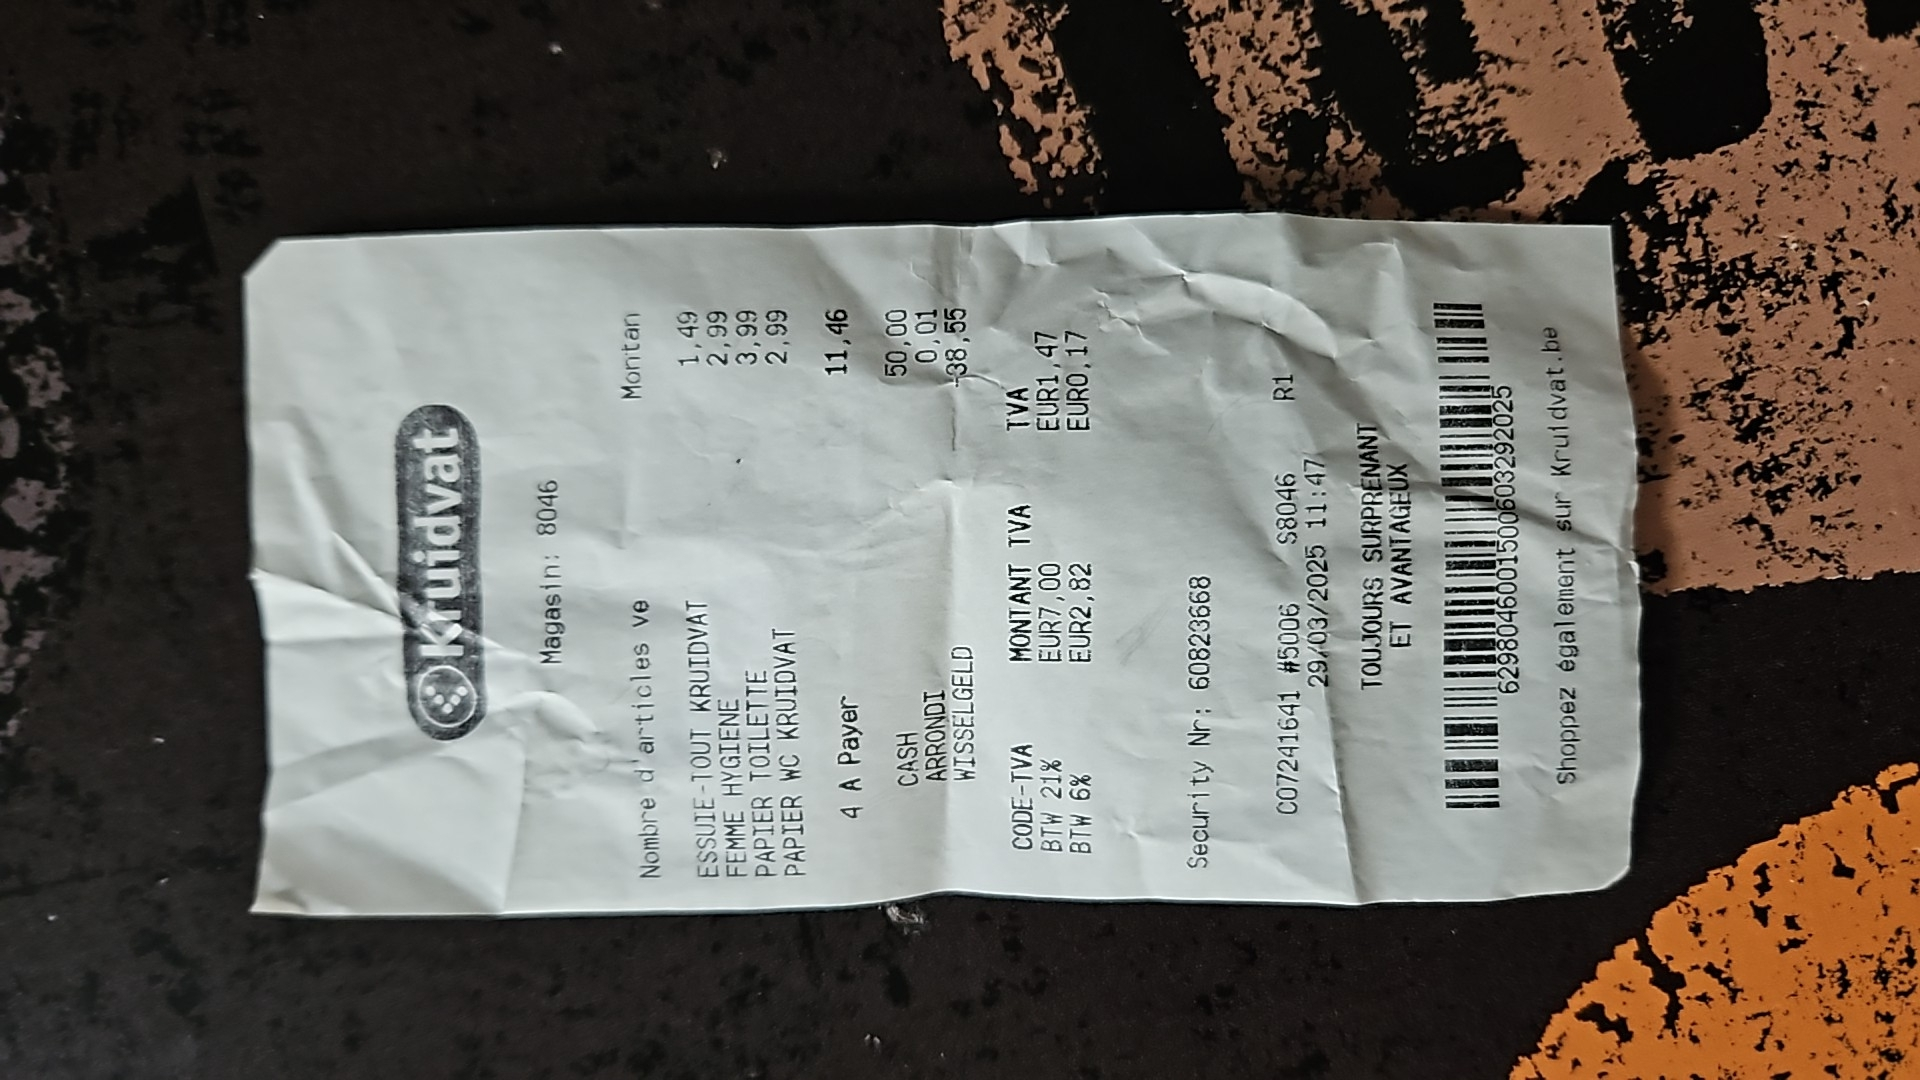 Kruidvat
Magasin: 8046
Nombre d'articles ve Montan
ESSUIE-TOUT KRUIDVAT 1,49
FEMME HYGIENE 2,99
PAPIER TOILETTE 3,99
PAPIER WC KRUIDVAT 2,99
4 A Payer 11,46
CASH 50,00
ARRONDI 0,01
WISSELGELD -38,55
CODE-TVA MONTANT TVA TVA
BTW 21% EUR7,00 EUR1,47
BTW 6% EUR2,82 EUR0,17
Security Nr: 60823668
C07241641 #5006 S8046 R1
29/03/2025 11:47
TOUJOURS SURPRENANT
ET AVANTAGEUX
6298046001500603292025
Shoppez également sur Kruidvat.be